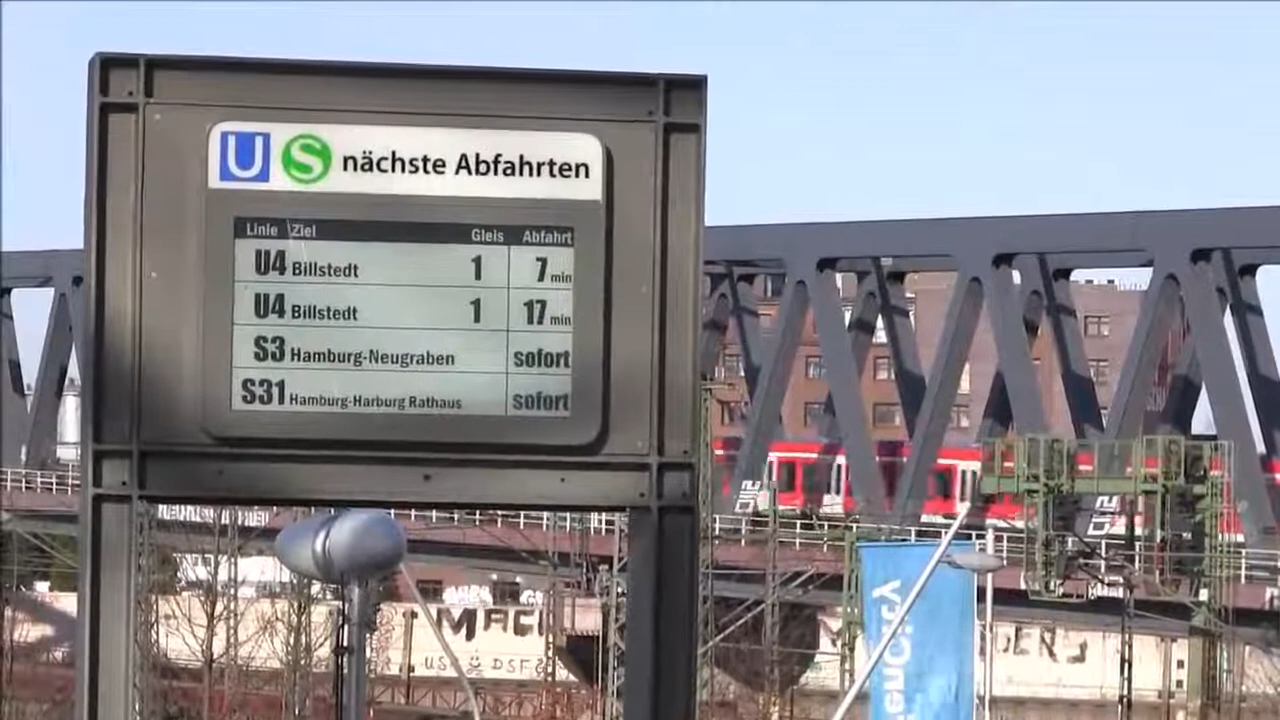 U S nächste Abfahrten
Linie Ziel Gleis Abfahrt
U4 Billstedt 1 7 min
U4 Billstedt 1 17 min
S3 Hamburg-Neugraben sofort
S31 Hamburg-Harburg Rathaus sofort
DSF